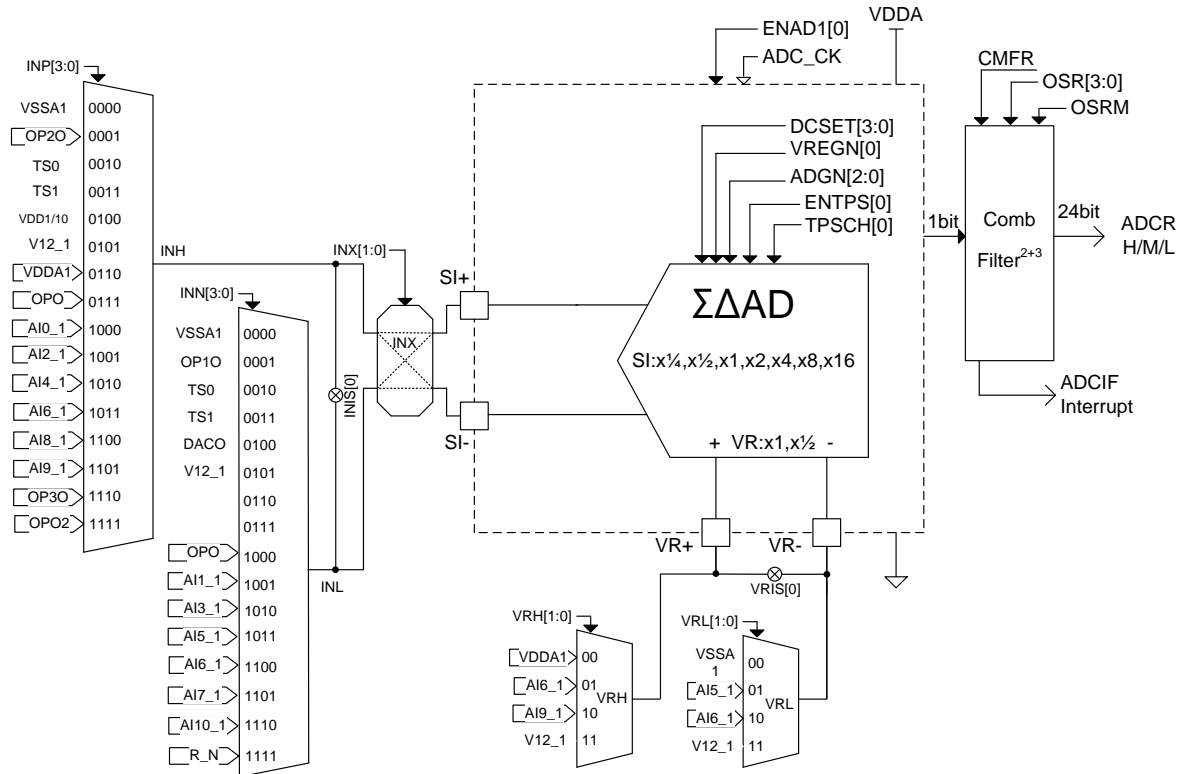 ENAD1[0]
VDDA
ADC_CK
INP[3:0]
VSSA1 0000
OP2O 0001
TS0 0010
TS1 0011
VDD1/10 0100
V12_1 0101
VDDA1 0110
OPO 0111
AI0_1 1000
AI2_1 1001
AI4_1 1010
AI6_1 1011
AI8_1 1100
AI9_1 1101
OP3O 1110
OPO2 1111
INH
INN[3:0]
VSSA1 0000
OP1O 0001
TS0 0010
TS1 0011
DACO 0100
V12_1 0101
0110
0111
OPO 1000
AI1_1 1001
AI3_1 1010
AI5_1 1011
AI6_1 1100
AI7_1 1101
AI10_1 1110
R_N 1111
INL
INIS[0]
INX[1:0]
INX
SI+
SI-
DCSET[3:0]
VREGN[0]
ADGN[2:0]
ENTPS[0]
TPSCH[0]
ΣΔAD
SI:x¼,x½,x1,x2,x4,x8,x16
+ VR:x1,x½ -
VR+
VR-
VRIS[0]
VRH[1:0]
VDDA1 00
AI6_1 01
AI9_1 10
V12_1 11
VRH
VRL[1:0]
VSSA
1
00
AI5_1 01
AI6_1 10
V12_1 11
VRL
CMFR
OSR[3:0]
OSRM
1bit
Comb
Filter²⁺³
24bit
ADCR
H/M/L
ADCIF
Interrupt